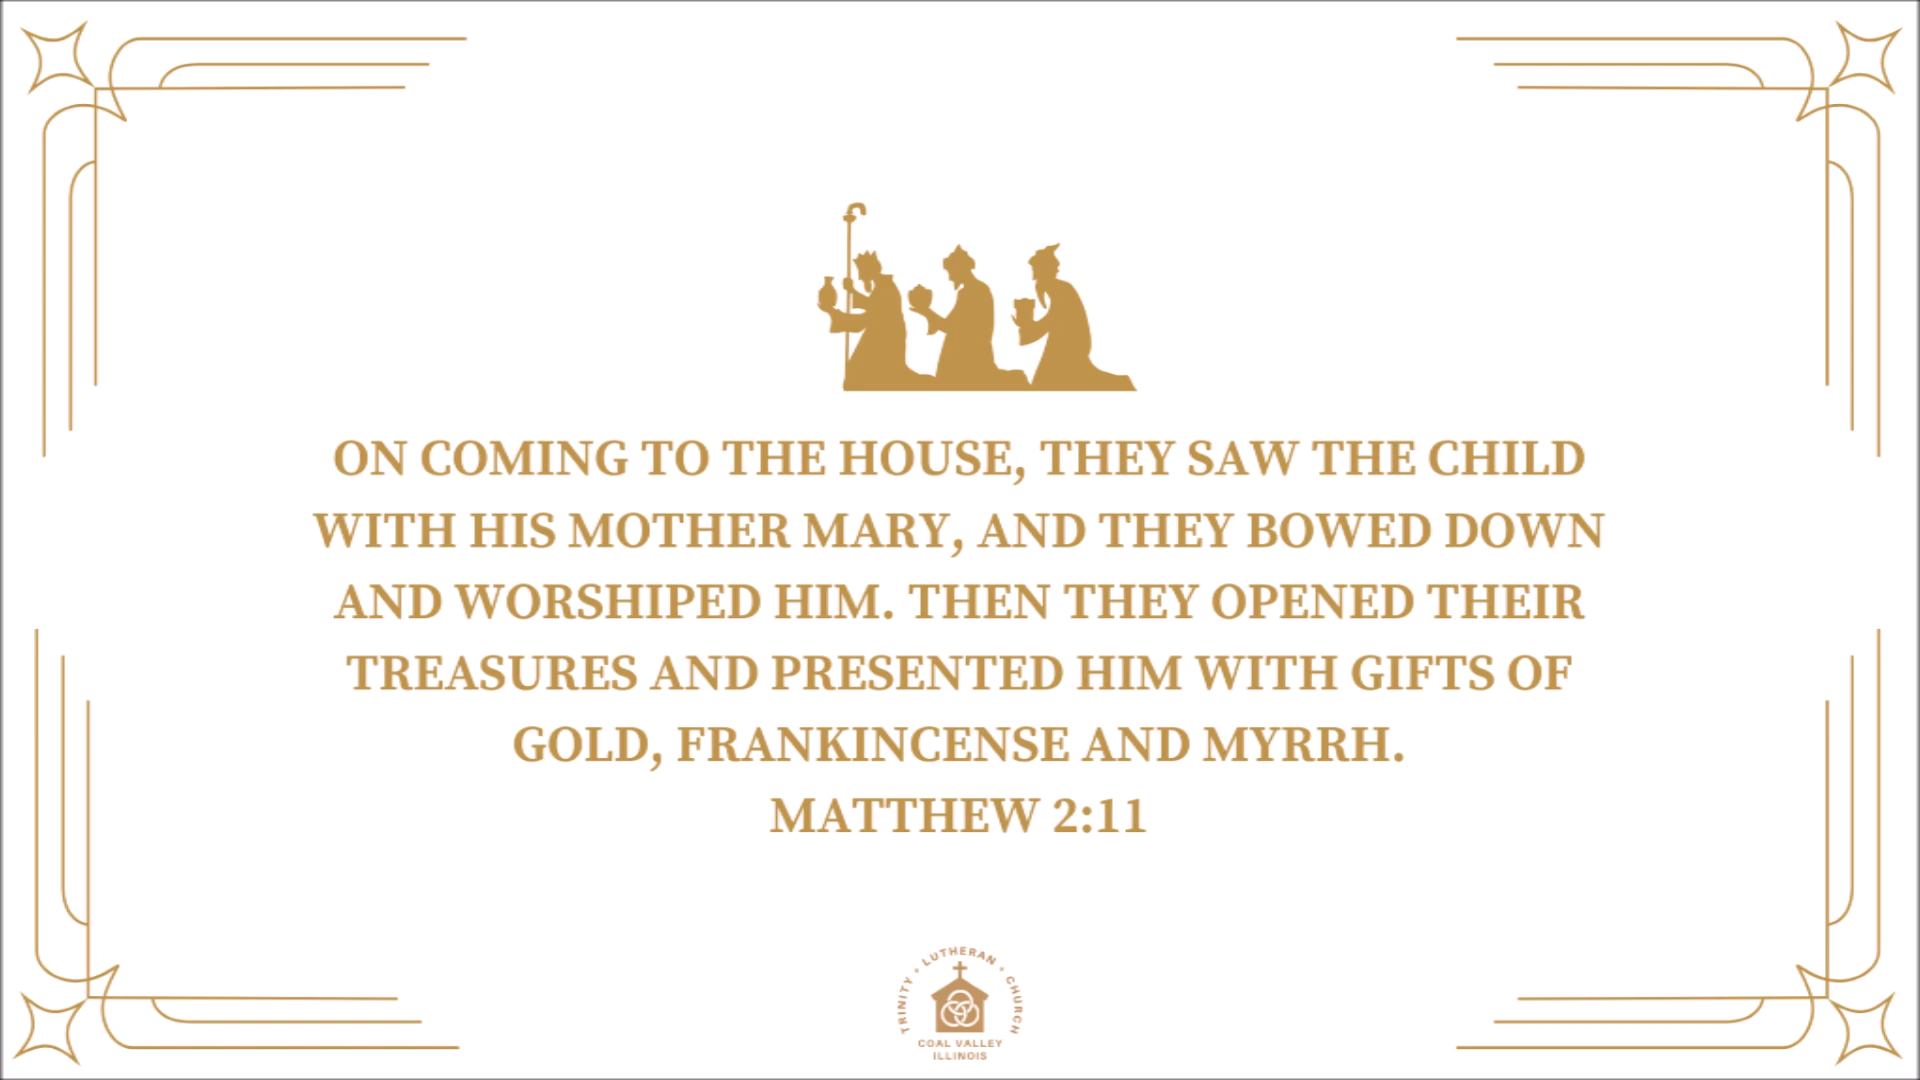 ON COMING TO THE HOUSE, THEY SAW THE CHILD
WITH HIS MOTHER MARY, AND THEY BOWED DOWN
AND WORSHIPED HIM. THEN THEY OPENED THEIR
TREASURES AND PRESENTED HIM WITH GIFTS OF
GOLD, FRANKINCENSE AND MYRRH.
MATTHEW 2:11
TRINITY + LUTHERAN + CHURCH
COAL VALLEY
ILLINOIS